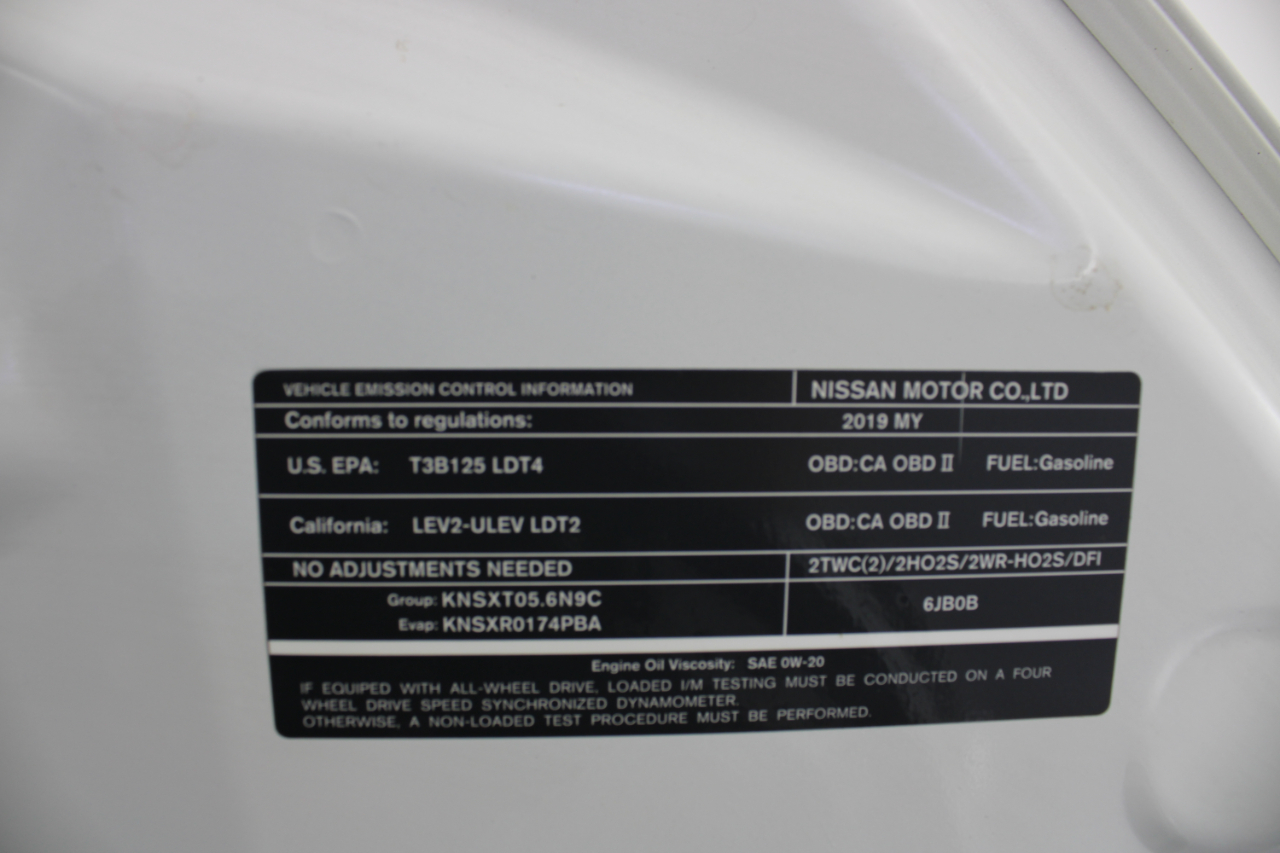 VEHICLE EMISSION CONTROL INFORMATION NISSAN MOTOR CO.,LTD
Conforms to regulations: 2019 MY
U.S. EPA: T3B125 LDT4 OBD:CA OBD II FUEL:Gasoline
California: LEV2-ULEV LDT2 OBD:CA OBD II FUEL:Gasoline
NO ADJUSTMENTS NEEDED 2TWC(2)/2HO2S/2WR-HO2S/DFI
Group: KNSXT05.6N9C
Evap: KNSXR0174PBA
6JB0B
Engine Oil Viscosity: SAE 0W-20
IF EQUIPED WITH ALL-WHEEL DRIVE, LOADED I/M TESTING MUST BE CONDUCTED ON A FOUR
WHEEL DRIVE SPEED SYNCHRONIZED DYNAMOMETER.
OTHERWISE, A NON-LOADED TEST PROCEDURE MUST BE PERFORMED.